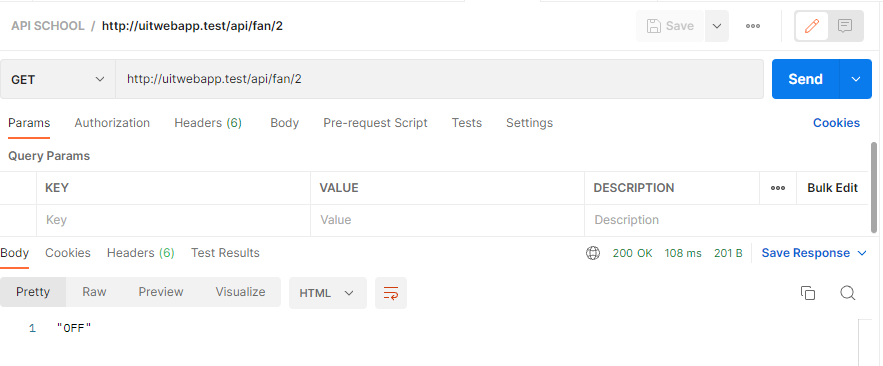 API SCHOOL / http://uitwebapp.test/api/fan/2
Save
GET http://uitwebapp.test/api/fan/2 Send
Params Authorization Headers (6) Body Pre-request Script Tests Settings Cookies
Query Params
KEY VALUE DESCRIPTION Bulk Edit
Key Value Description
Body Cookies Headers (6) Test Results 200 OK 108 ms 201 B Save Response
Pretty Raw Preview Visualize HTML
1 "OFF"